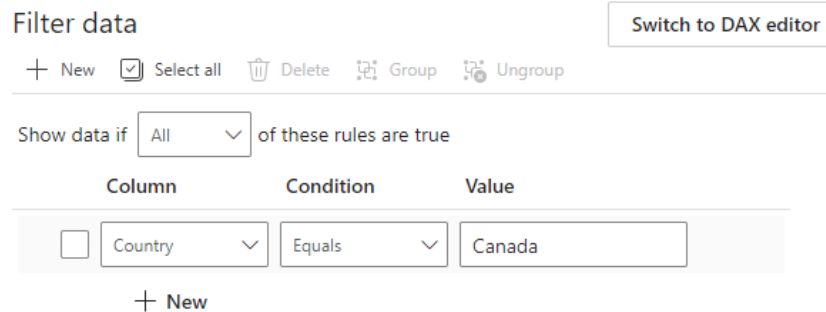 Filter data
Switch to DAX editor
New Select all Delete Group Ungroup
Show data if All of these rules are true
Column Condition Value
Country Equals Canada
New